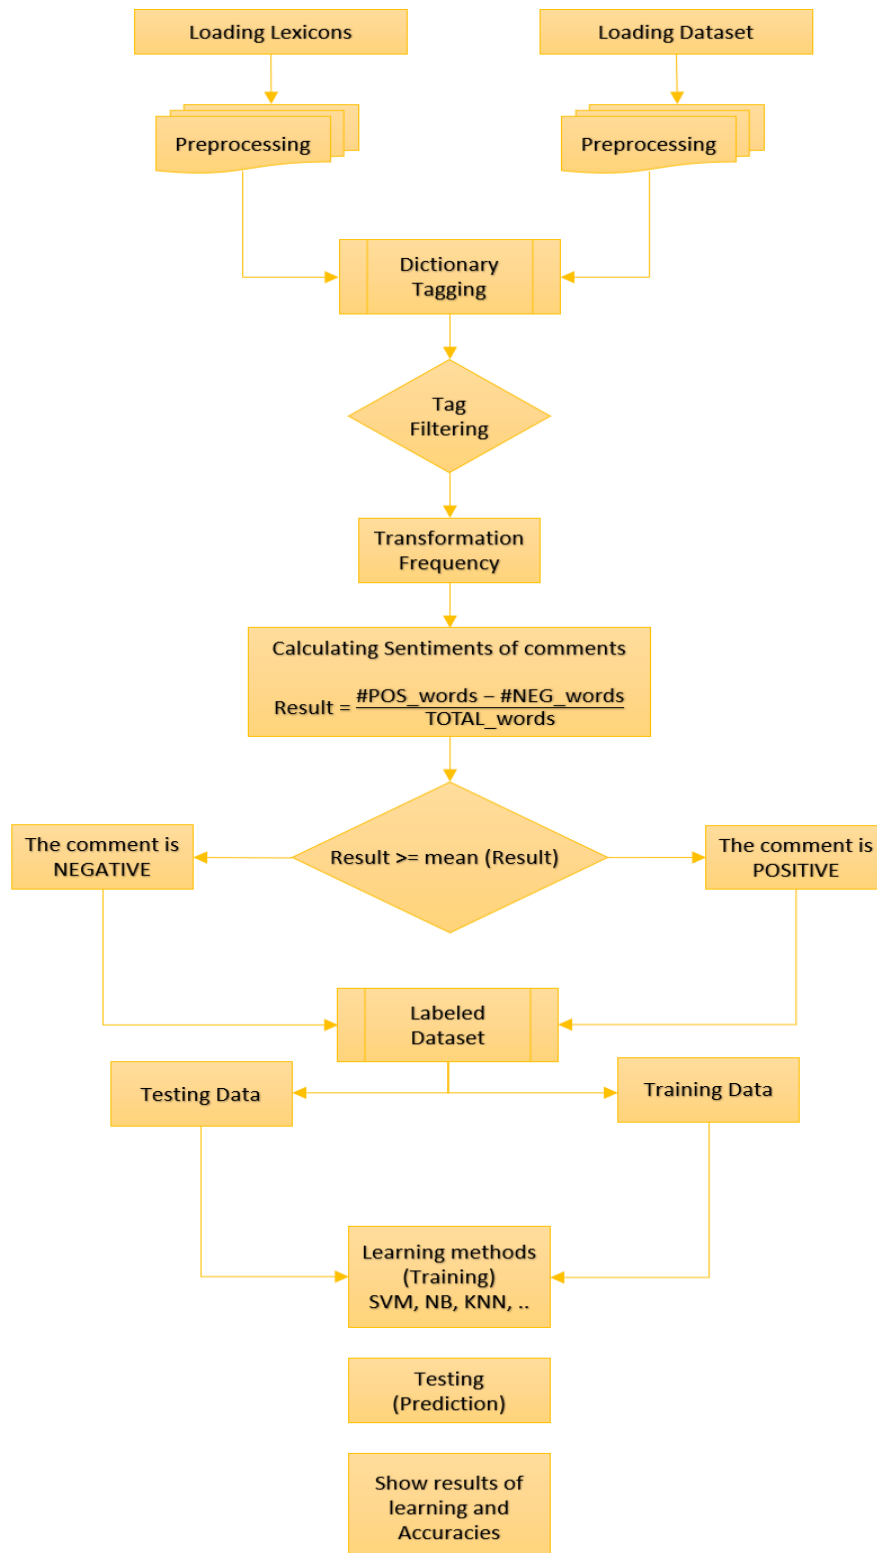 Loading Lexicons
Loading Dataset
Preprocessing
Preprocessing
Dictionary
Tagging
Tag
Filtering
Transformation
Frequency
Calculating Sentiments of comments
Result = #POS_words – #NEG_words
TOTAL_words
The comment is
NEGATIVE
Result >= mean (Result)
The comment is
POSITIVE
Labeled
Dataset
Testing Data
Training Data
Learning methods
(Training)
SVM, NB, KNN, ..
Testing
(Prediction)
Show results of
learning and
Accuracies